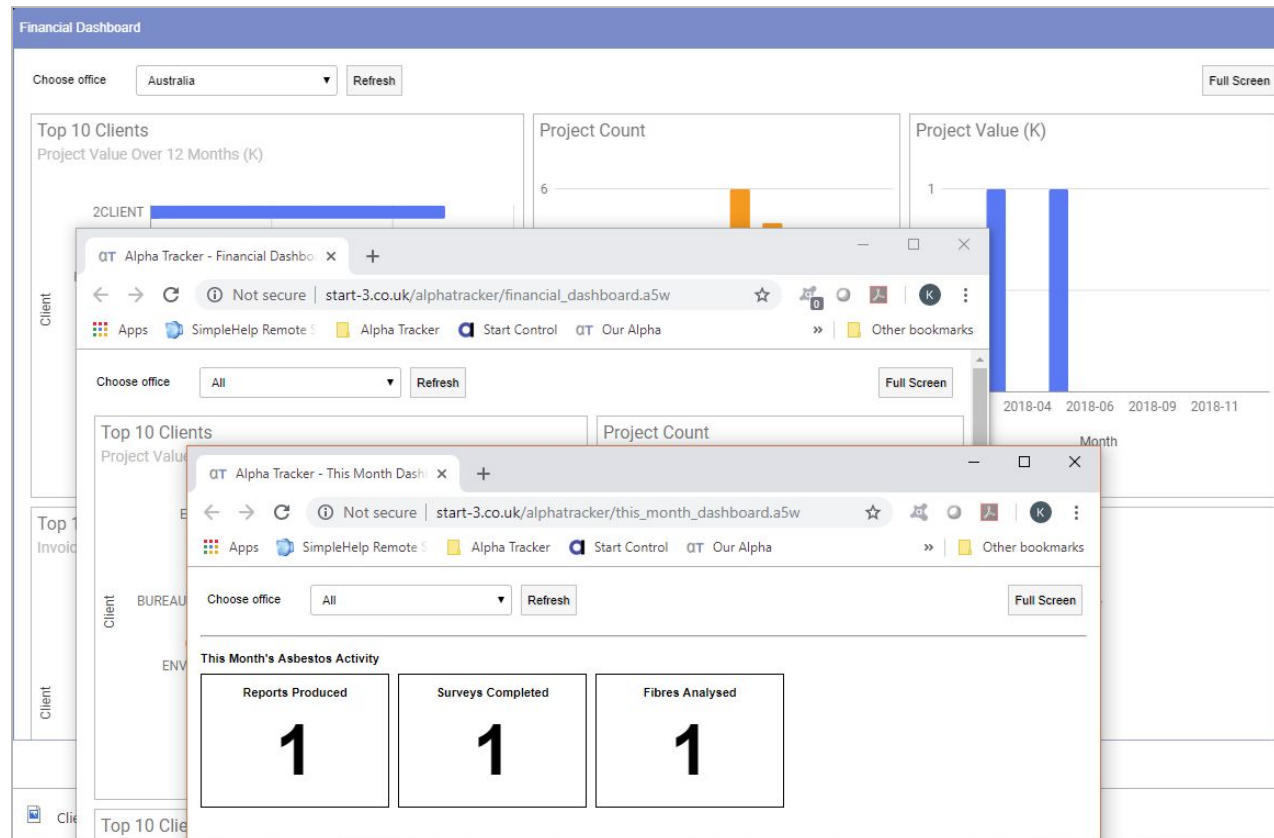 Financial Dashboard
Choose office Australia Refresh Full Screen
Top 10 Clients
Project Value Over 12 Months (K)
2CLIENT
Client
Project Count
6
Project Value (K)
1
2018-04 2018-06 2018-09 2018-11
Month
Client
αT Alpha Tracker - Financial Dashbo
Not secure start-3.co.uk/alphatracker/financial_dashboard.a5w 0 K
Apps SimpleHelp Remote S Alpha Tracker Start Control αT Our Alpha » Other bookmarks
Choose office All Refresh Full Screen
Top 10 Clients
Project Count
Client
BUREAU
Top 10 Clie
αT Alpha Tracker - This Month Dash
Not secure start-3.co.uk/alphatracker/this_month_dashboard.a5w K
Apps SimpleHelp Remote S Alpha Tracker Start Control αT Our Alpha » Other bookmarks
Choose office All Refresh Full Screen
This Month's Asbestos Activity
Reports Produced Surveys Completed Fibres Analysed
1 1 1